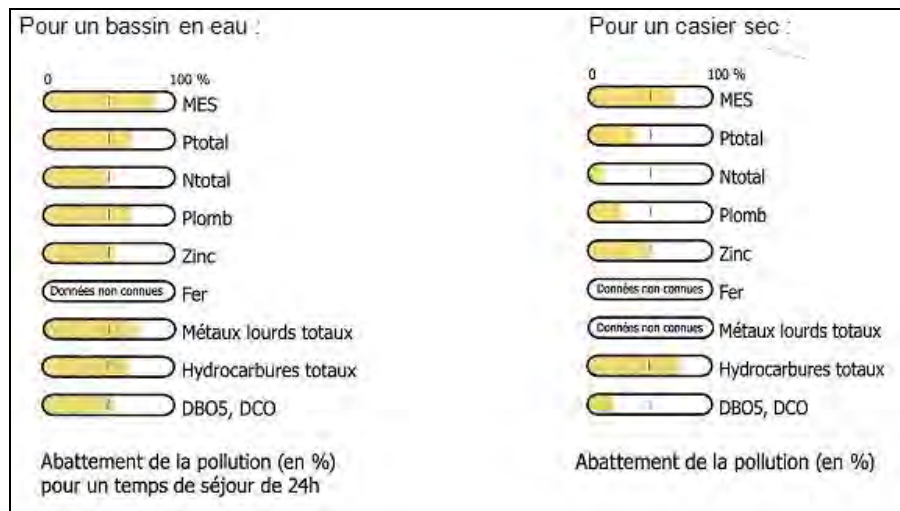 Pour un bassin en eau :
0 100 %
MES
Ptotal
Ntotal
Plomb
Zinc
Données non connues Fer
Métaux lourds totaux
Hydrocarbures totaux
DBO5, DCO
Abattement de la pollution (en %)
pour un temps de séjour de 24h
Pour un casier sec :
0 100 %
MES
Ptotal
Ntotal
Plomb
Zinc
Données non connues Fer
Données non connues Métaux lourds totaux
Hydrocarbures totaux
DBO5, DCO
Abattement de la pollution (en %)